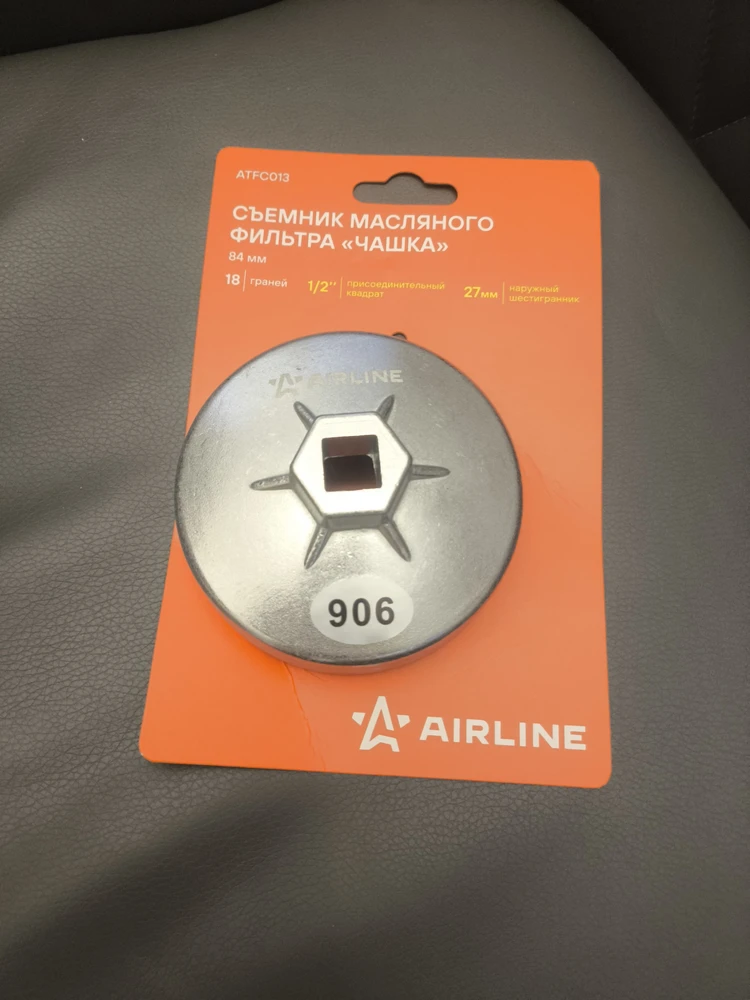 ATFC013
СЪЕМНИК МАСЛЯНОГО
ФИЛЬТРА «ЧАШКА»
84 мм
18 граней
1/2'' присоединительный
квадрат
27мм наружный
шестигранник
AIRLINE
906
AIRLINE